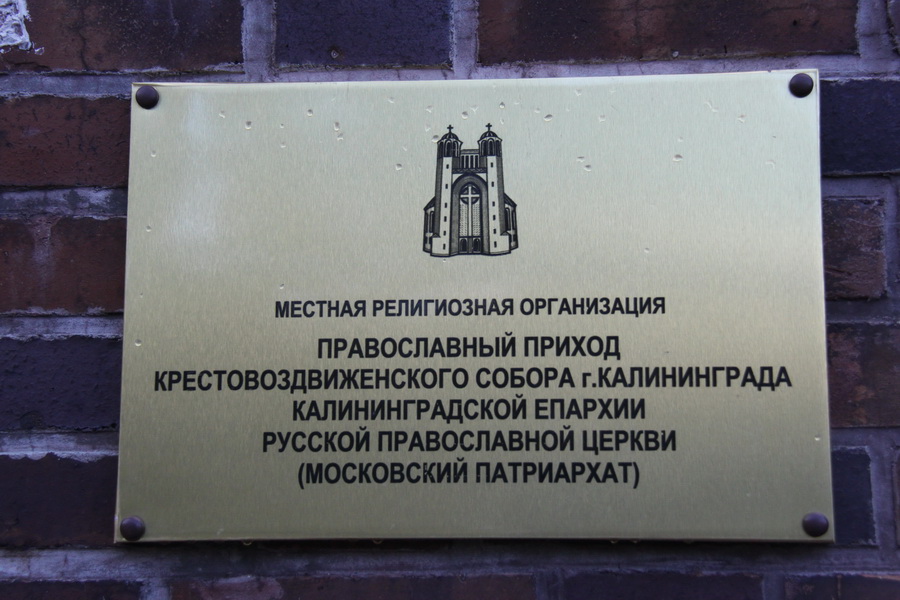 МЕСТНАЯ РЕЛИГИОЗНАЯ ОРГАНИЗАЦИЯ
ПРАВОСЛАВНЫЙ ПРИХОД
КРЕСТОВОЗДВИЖЕНСКОГО СОБОРА г.КАЛИНИНГРАДА
КАЛИНИНГРАДСКОЙ ЕПАРХИИ
РУССКОЙ ПРАВОСЛАВНОЙ ЦЕРКВИ
(МОСКОВСКИЙ ПАТРИАРХАТ)